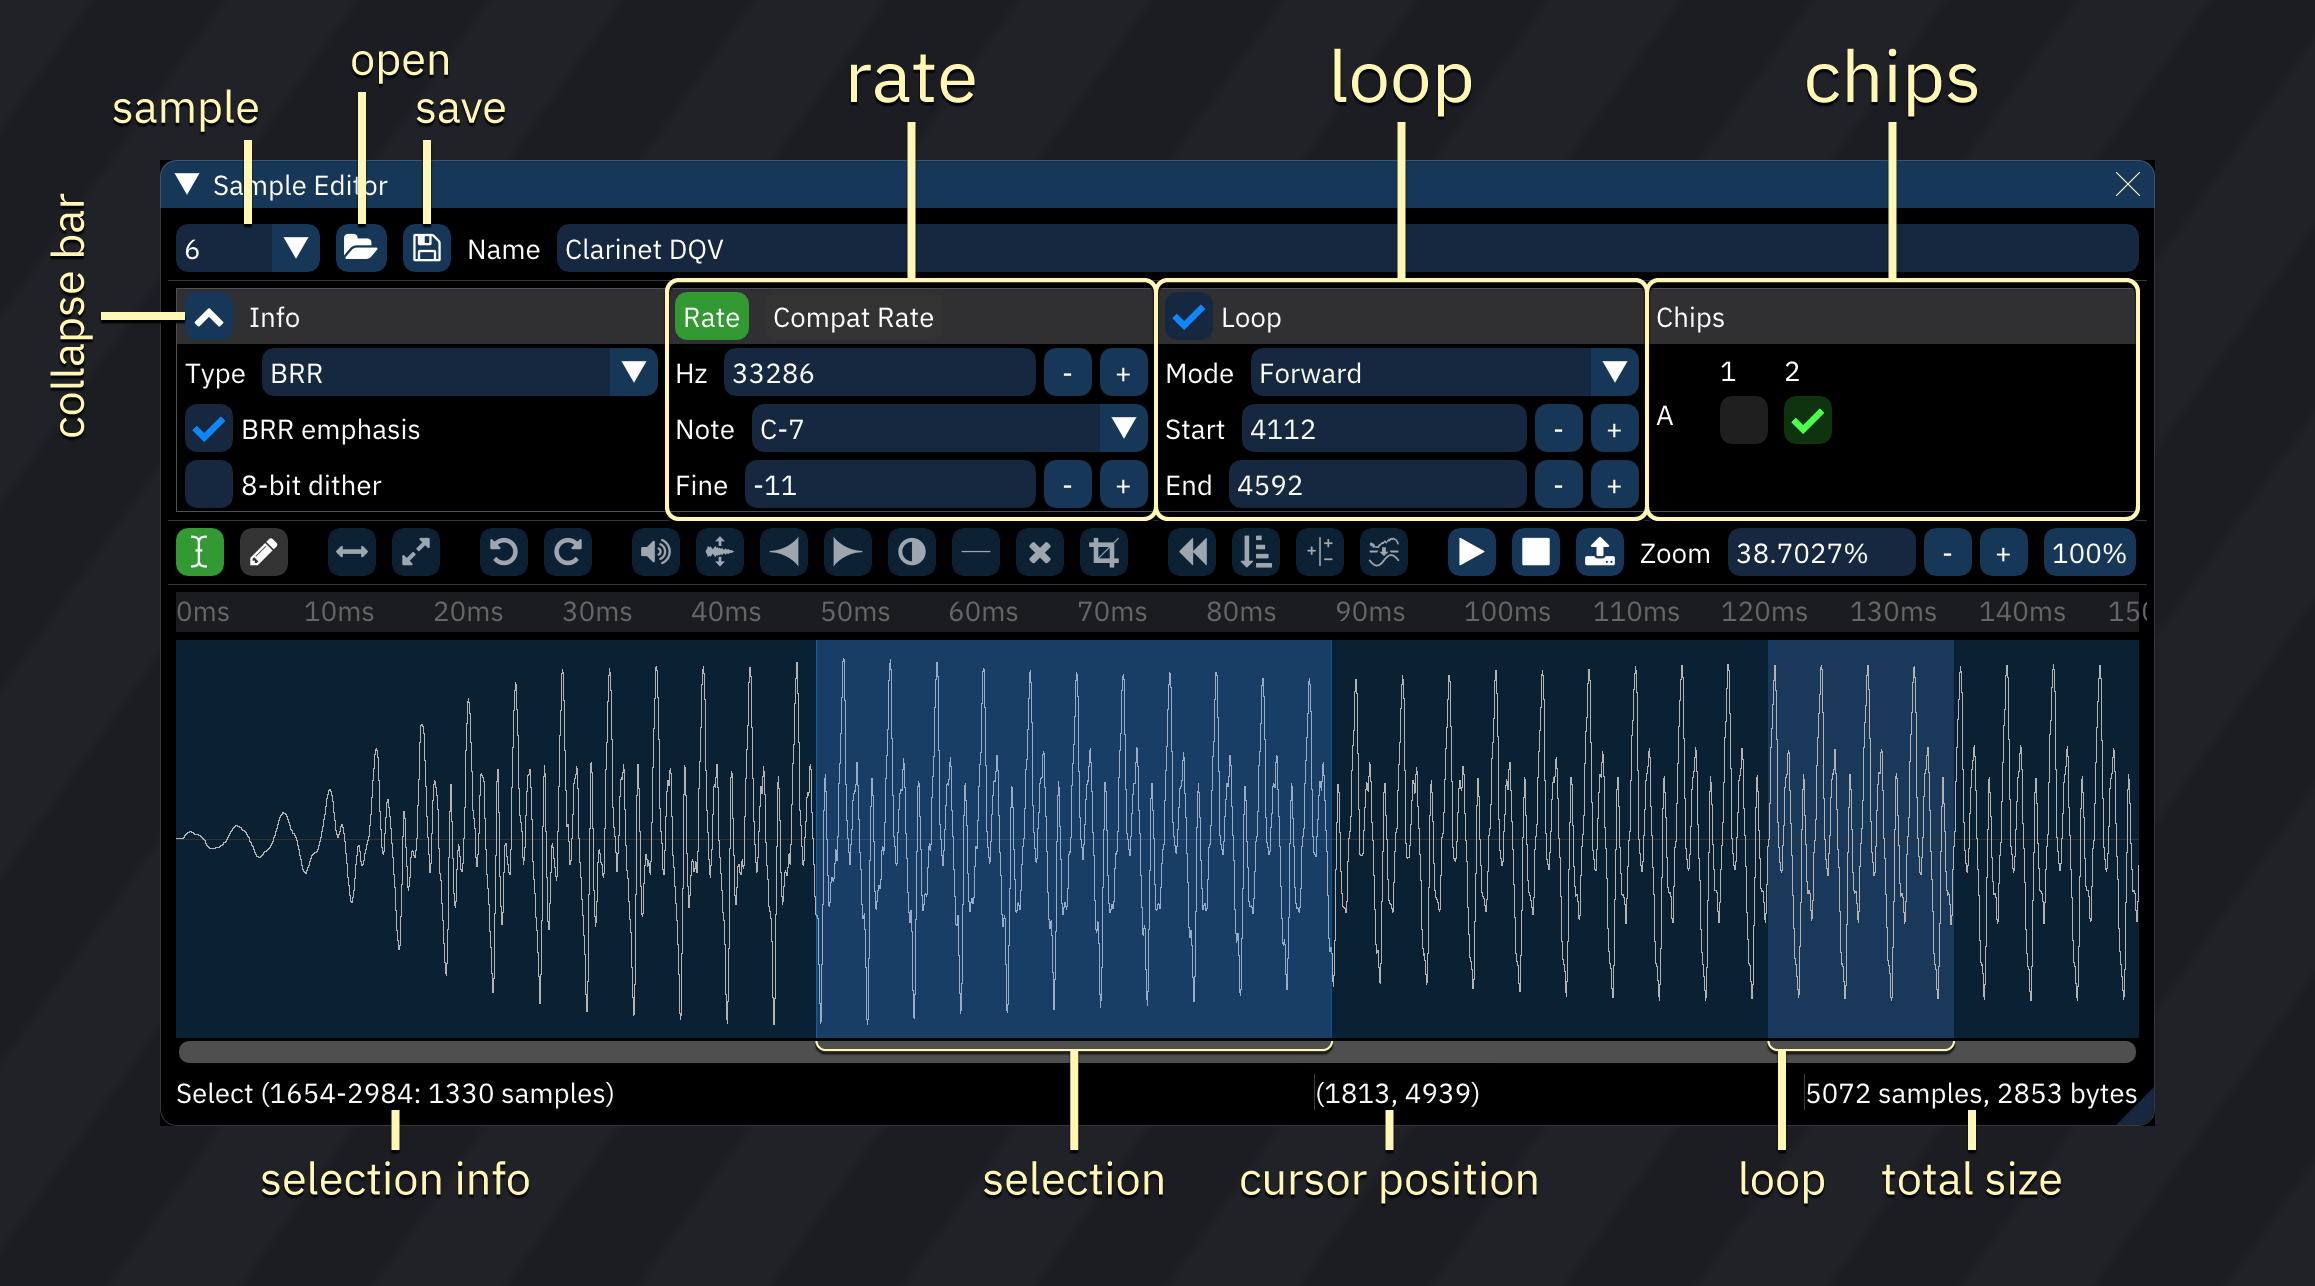 open
sample
save
rate
loop
chips
collapse bar
Sample Editor
6
Name
Clarinet DQV
Info
Rate
Compat Rate
Loop
Chips
Type
BRR
Hz
33286
-
+
Mode
Forward
1
2
BRR emphasis
Note
C-7
Start
4112
-
+
A
8-bit dither
Fine
-11
-
+
End
4592
-
+
Zoom
38.7027%
-
+
100%
0ms 10ms 20ms 30ms 40ms 50ms 60ms 70ms 80ms 90ms 100ms 110ms 120ms 130ms 140ms 150
Select (1654-2984: 1330 samples)
(1813, 4939)
5072 samples, 2853 bytes
selection info
selection
cursor position
loop
total size